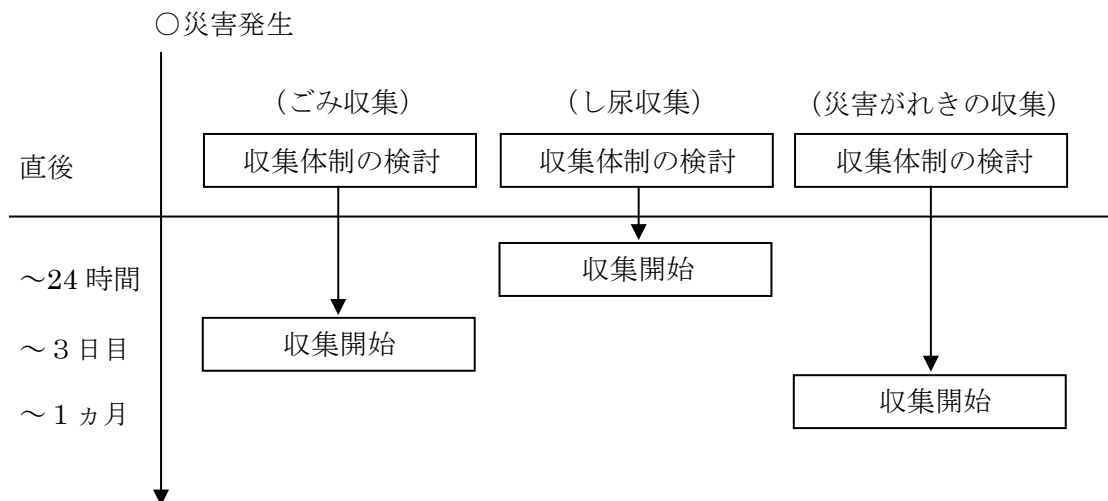 ○災害発生
（ごみ収集） （し尿収集） （災害がれきの収集）
直後 収集体制の検討 収集体制の検討 収集体制の検討
～24 時間 収集開始
～３日目 収集開始
～１ヵ月 収集開始